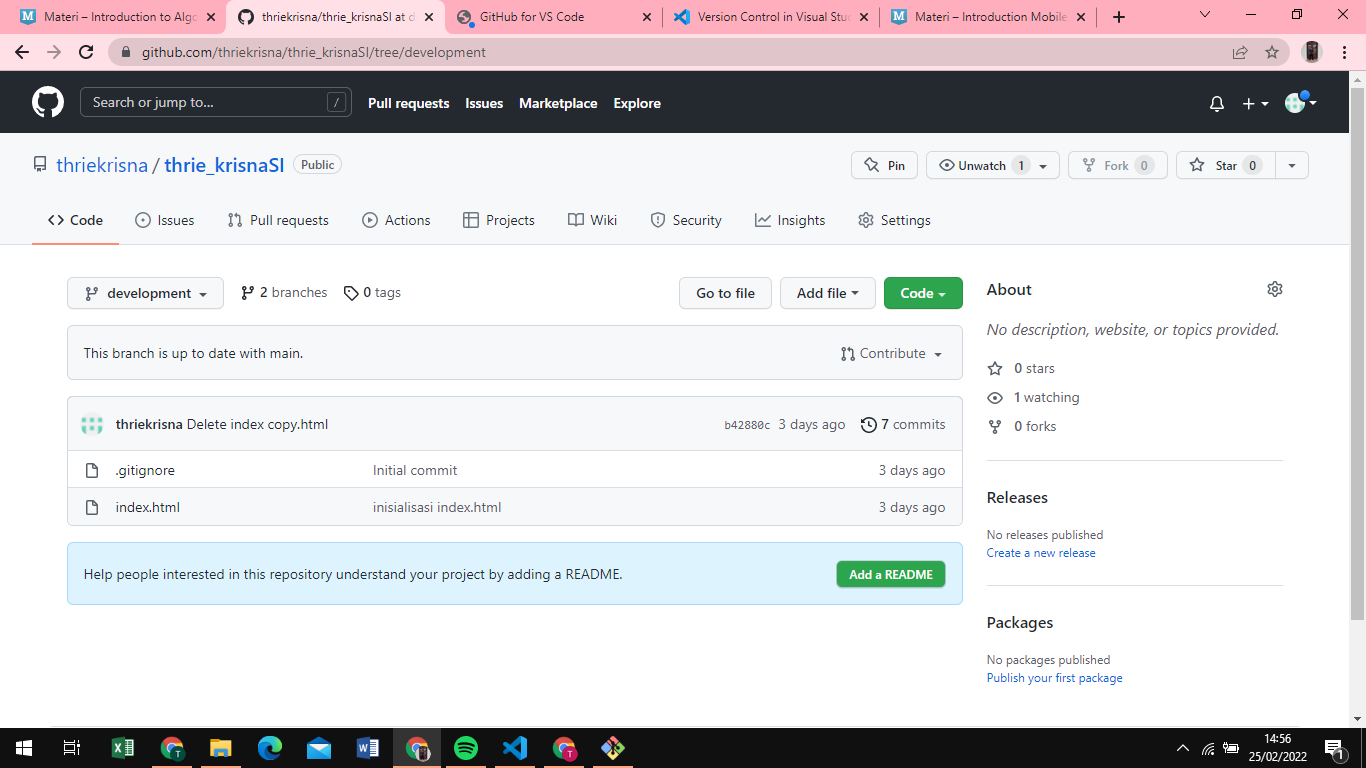 Materi – Introduction to Algo
thriekrisna/thrie_krisnaSI at d
GitHub for VS Code
Version Control in Visual Stu
Materi – Introduction Mobile
github.com/thriekrisna/thrie_krisnaSI/tree/development
Search or jump to... /
Pull requests Issues Marketplace Explore
thriekrisna / thrie_krisnaSI Public
Pin Unwatch 1 Fork 0 Star 0
Code Issues Pull requests Actions Projects Wiki Security Insights Settings
development 2 branches 0 tags Go to file Add file Code
This branch is up to date with main. Contribute
thriekrisna Delete index copy.html b42880c 3 days ago 7 commits
.gitignore Initial commit 3 days ago
index.html inisialisasi index.html 3 days ago
Help people interested in this repository understand your project by adding a README. Add a README
About
No description, website, or topics provided.
0 stars
1 watching
0 forks
Releases
No releases published
Create a new release
Packages
No packages published
Publish your first package
14:56
25/02/2022
1